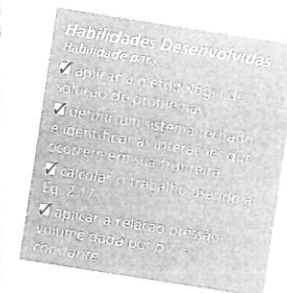 Habilidades Desenvolvidas
Habilidade para...
✓ aplicar a metodologia de
solução de problemas.
✓ definir um sistema fechado
e identificar as interações que
ocorrem em sua fronteira.
✓ calcular o trabalho usando a
Eq. 2.17.
✓ aplicar a relação pressão-
volume dada por
constante.